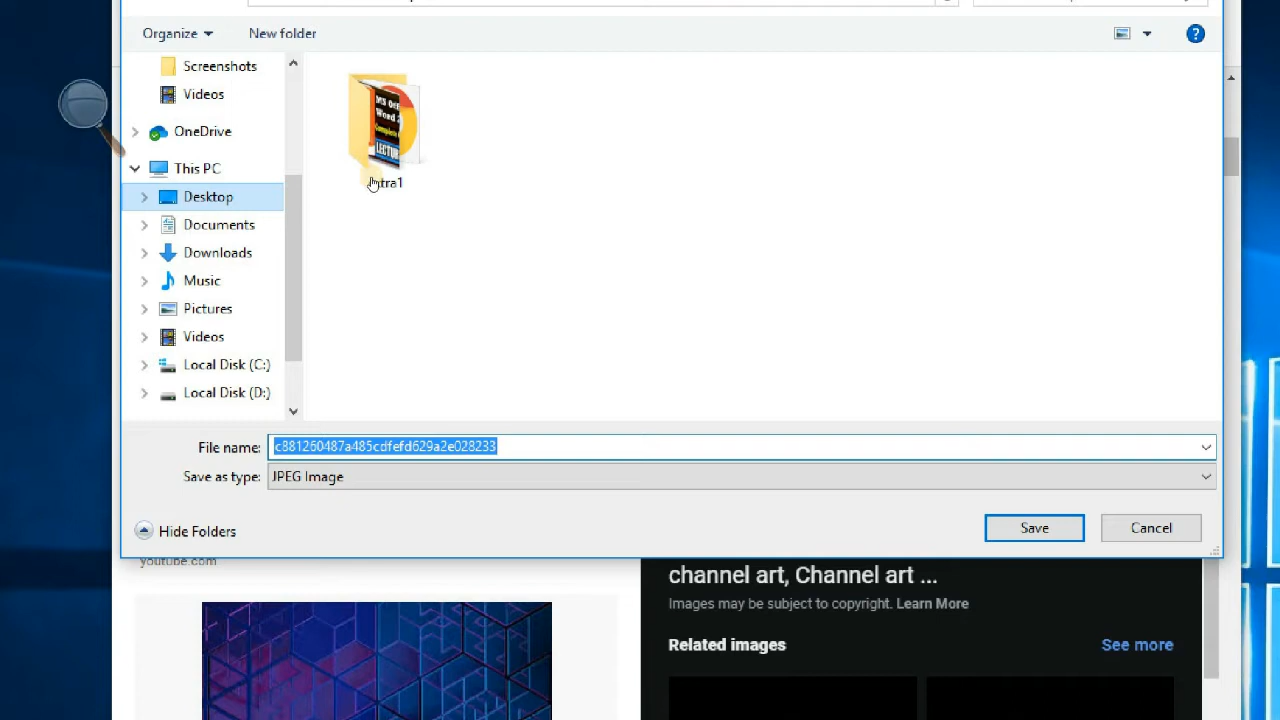 Organize
New folder
Screenshots
Videos
OneDrive
This PC
Desktop
Documents
Downloads
Music
Pictures
Videos
Local Disk (C:)
Local Disk (D:)
Word
LECTUR
File name: c881260487a485cdfefd629a2e028233
Save as type: JPEG Image
Hide Folders
Save
Cancel
youtube.com
channel art, Channel art ...
Images may be subject to copyright. Learn More
Related images
See more